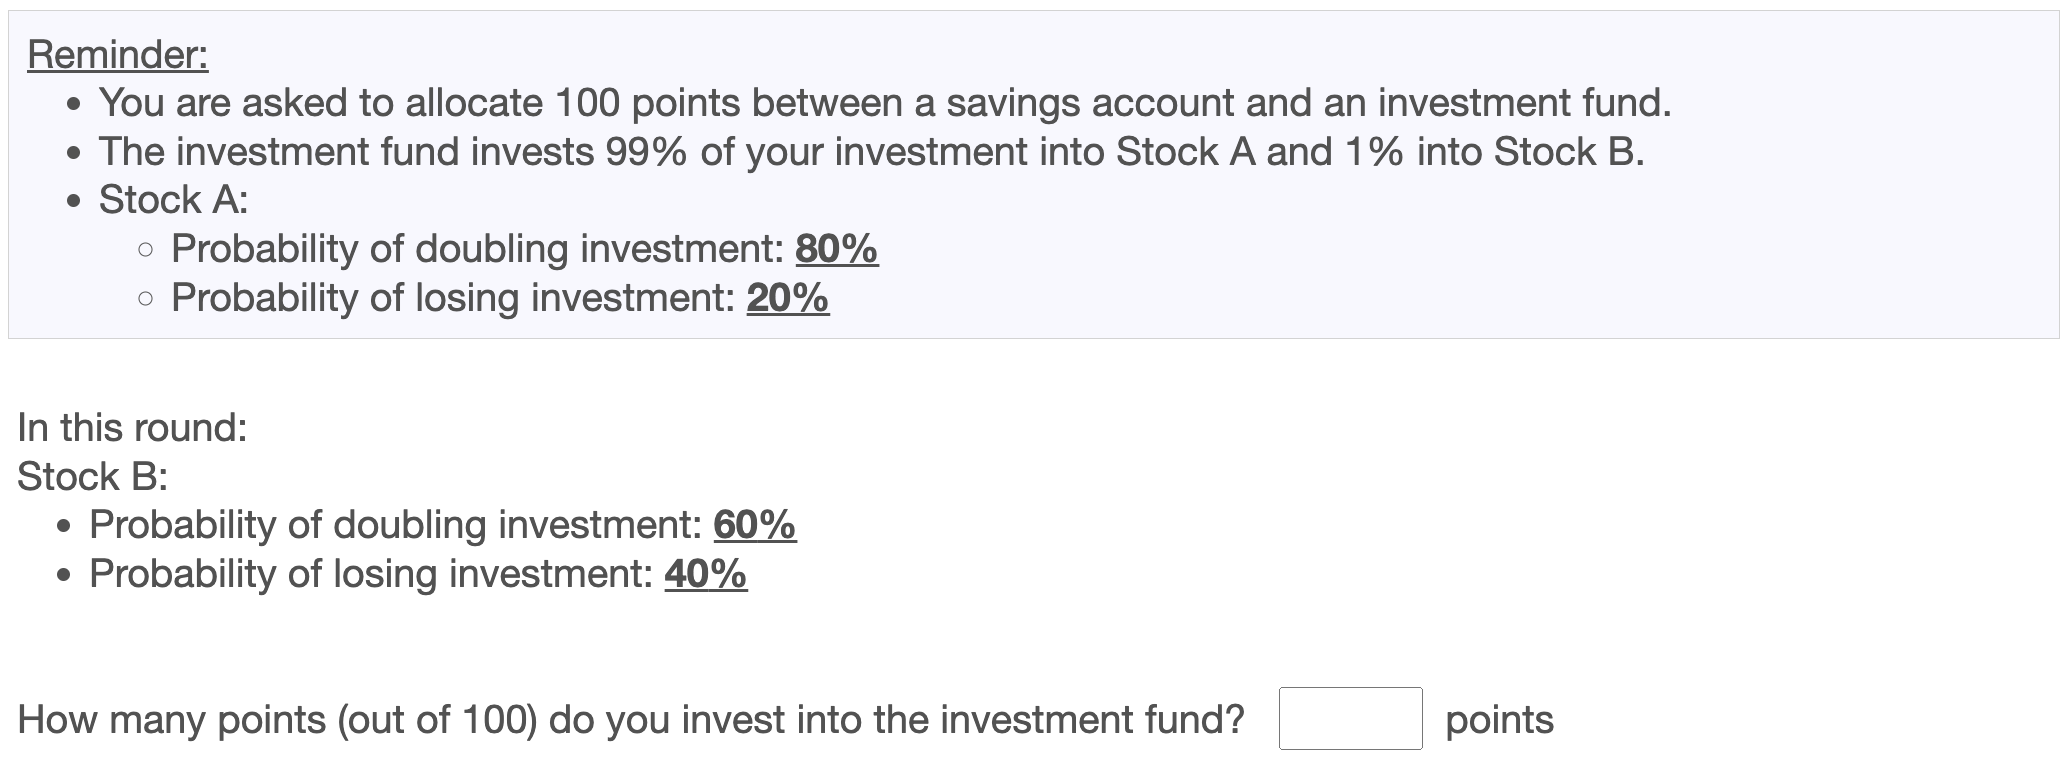 Reminder:
• You are asked to allocate 100 points between a savings account and an investment fund.
• The investment fund invests 99% of your investment into Stock A and 1% into Stock B.
• Stock A:
○ Probability of doubling investment: 80%
○ Probability of losing investment: 20%
In this round:
Stock B:
• Probability of doubling investment: 60%
• Probability of losing investment: 40%
How many points (out of 100) do you invest into the investment fund? points